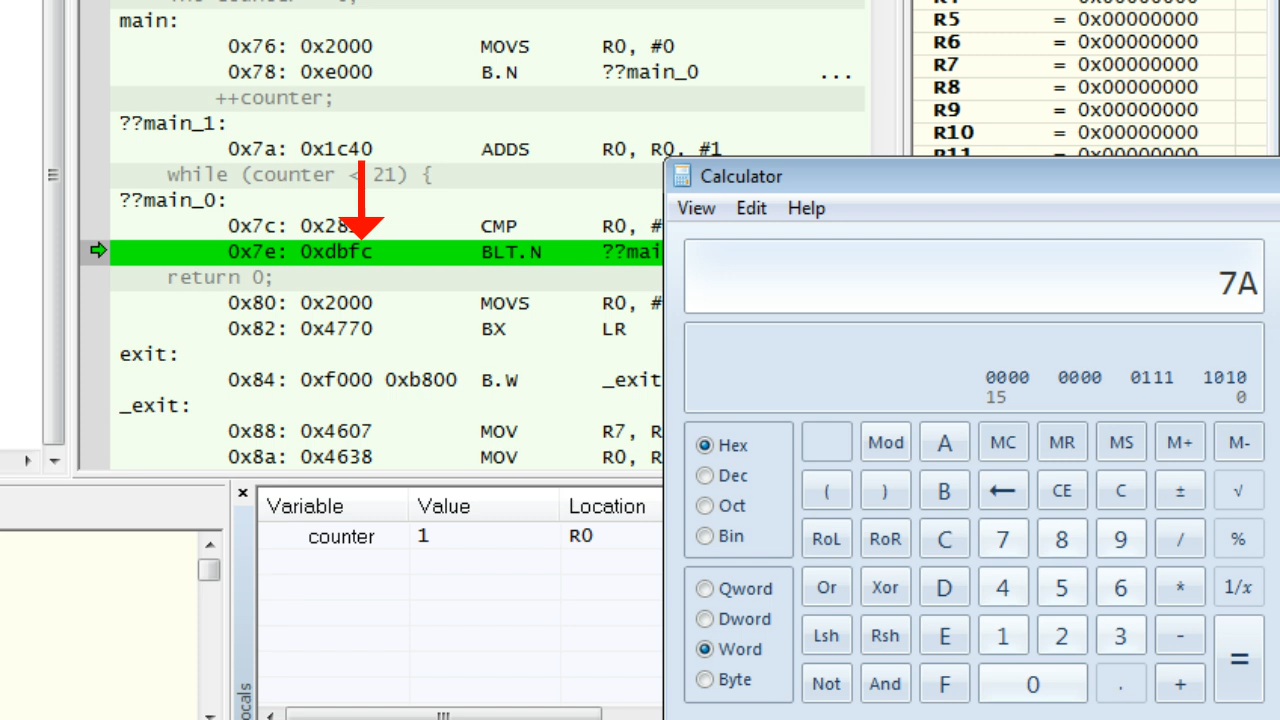 main:
0x76: 0x2000 MOVS R0, #0
0x78: 0xe000 B.N ??main_0 ...
++counter;
??main_1:
0x7a: 0x1c40 ADDS R0, R0, #1
while (counter < 21) {
??main_0:
0x7c: CMP R0, #
0x7e: 0xdbfc BLT.N ??mai
return 0;
0x80: 0x2000 MOVS R0, #
0x82: 0x4770 BX LR
exit:
0x84: 0xf000 0xb800 B.W _exit
_exit:
0x88: 0x4607 MOV R7, R
0x8a: 0x4638 MOV R0, R
R5 = 0x00000000
R6 = 0x00000000
R7 = 0x00000000
R8 = 0x00000000
R9 = 0x00000000
R10 = 0x00000000
Calculator
View Edit Help
7A
0000 0000 0111 1010
15 0
Hex
Dec
Oct
Bin
Qword
Dword
Word
Byte
Mod A MC MR MS M+ M-
( ) B ← CE C ± √
RoL RoR C 7 8 9 / %
Or Xor D 4 5 6 * 1/x
Lsh Rsh E 1 2 3 - =
Not And F 0 . +
Variable Value Location
counter 1 R0
ocals